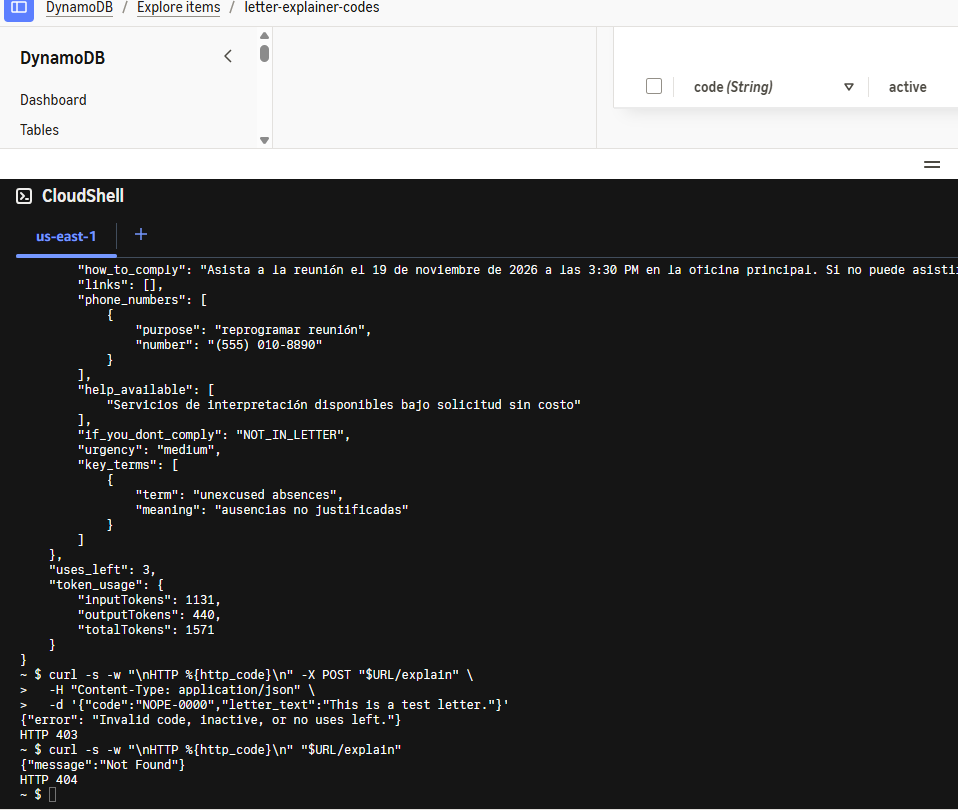 DynamoDB / Explore items / letter-explainer-codes
DynamoDB
Dashboard
Tables
code (String)
active
CloudShell
us-east-1
+
"how_to_comply": "Asista a la reunión el 19 de noviembre de 2026 a las 3:30 PM en la oficina principal. Si no puede
"links": [],
"phone_numbers": [
{
"purpose": "reprogramar reunión",
"number": "(555) 010-8890"
}
],
"help_available": [
"Servicios de interpretación disponibles bajo solicitud sin costo"
],
"if_you_dont_comply": "NOT_IN_LETTER",
"urgency": "medium",
"key_terms": [
{
"term": "unexcused absences",
"meaning": "ausencias no justificadas"
}
]
},
"uses_left": 3,
"token_usage": {
"inputTokens": 1131,
"outputTokens": 440,
"totalTokens": 1571
}
}
~ $ curl -s -w "\nHTTP %{http_code}\n" -X POST "$URL/explain" \
>   -H "Content-Type: application/json" \
>   -d '{"code":"NOPE-0000","letter_text":"This is a test letter."}'
{"error": "Invalid code, inactive, or no uses left."}
HTTP 403
~ $ curl -s -w "\nHTTP %{http_code}\n" "$URL/explain"
{"message":"Not Found"}
HTTP 404
~ $